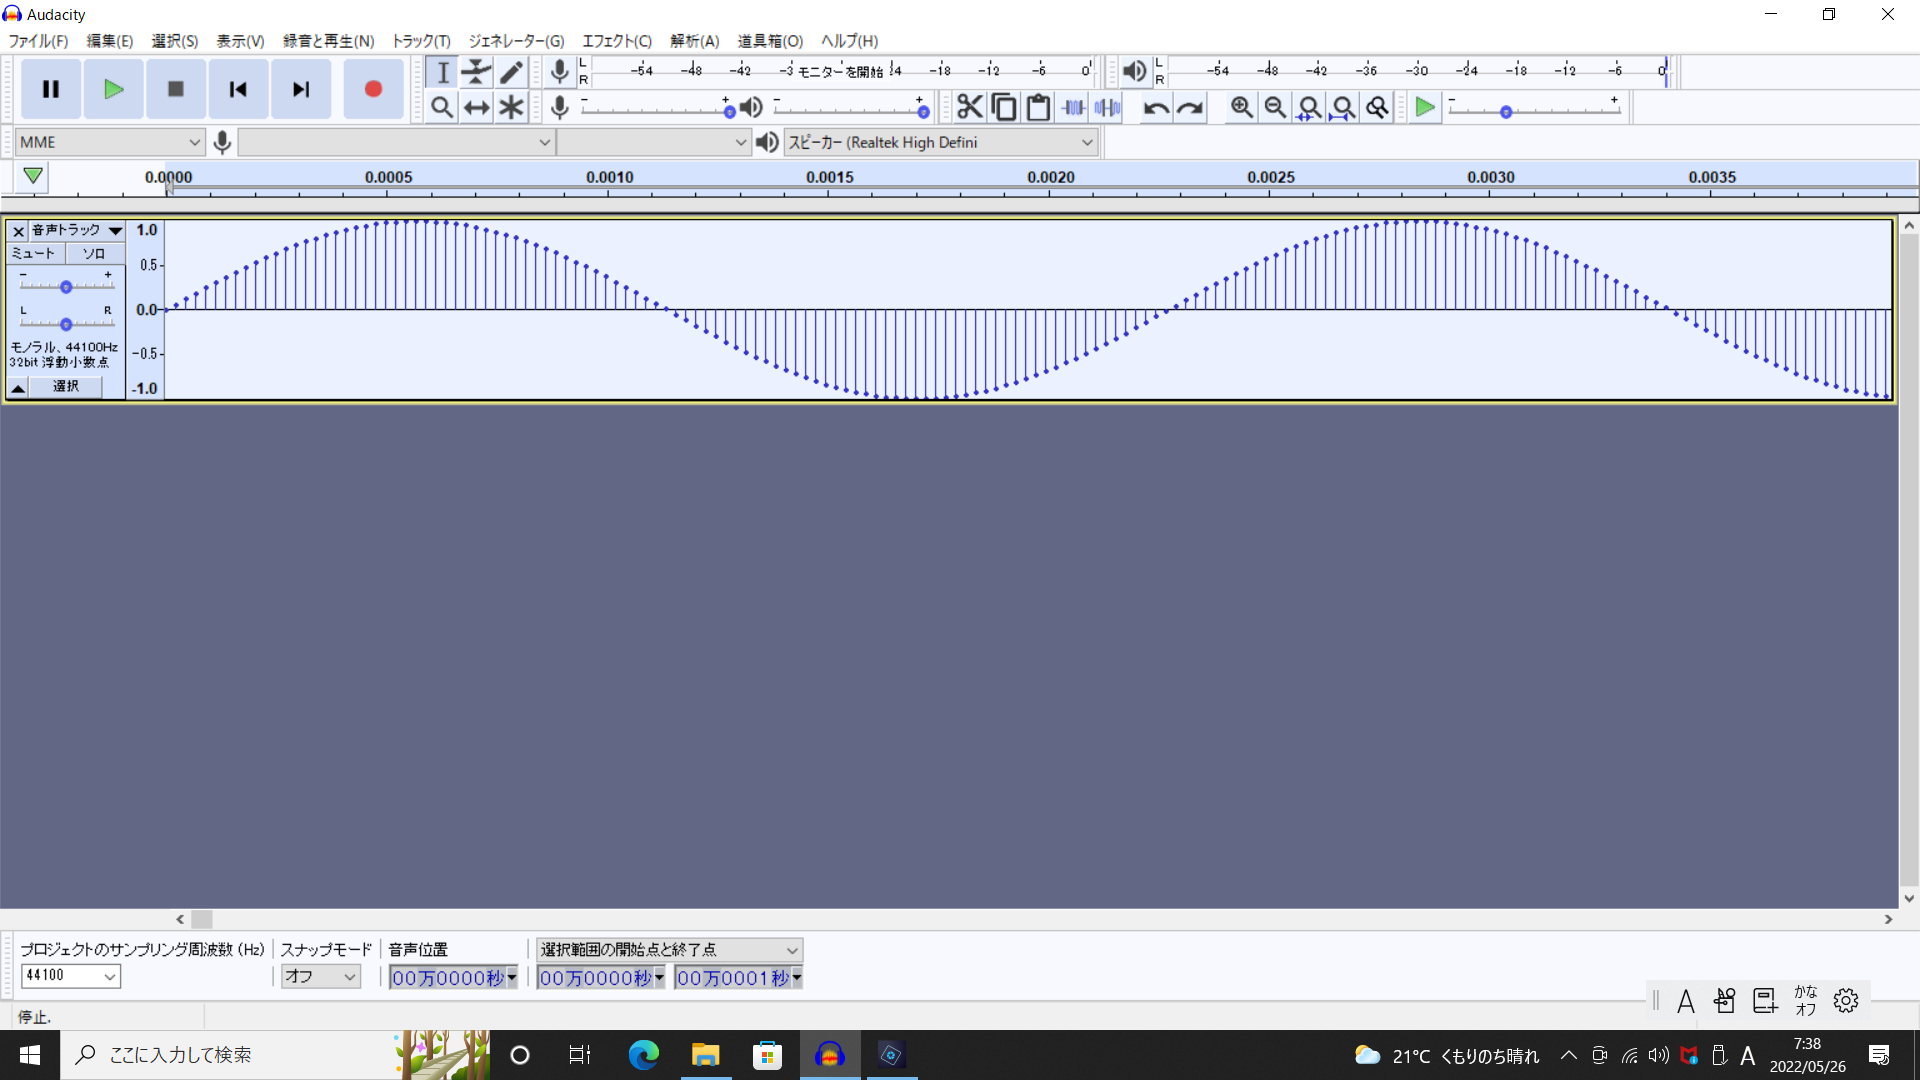 Audacity
ファイル(F) 編集(E) 選択(S) 表示(V) 録音と再生(N) トラック(T) ジェネレーター(G) エフェクト(C) 解析(A) 道具箱(O) ヘルプ(H)
L R -54 -48 -42 -3 モニターを開始 24 -18 -12 -6 0
L R -54 -48 -42 -36 -30 -24 -18 -12 -6 0
- + - + - +
MME スピーカー (Realtek High Defini
0.0000 0.0005 0.0010 0.0015 0.0020 0.0025 0.0030 0.0035
音声トラック
ミュート ソロ
- +
L R
モノラル、44100Hz
32bit 浮動小数点
選択
1.0
0.5
0.0
-0.5
-1.0
プロジェクトのサンプリング周波数 (Hz) スナップモード 音声位置 選択範囲の開始点と終了点
44100 オフ 00万0000秒 00万0000秒 00万0001秒
停止.
A かな オフ
ここに入力して検索
21°C くもりのち晴れ
A
7:38
2022/05/26